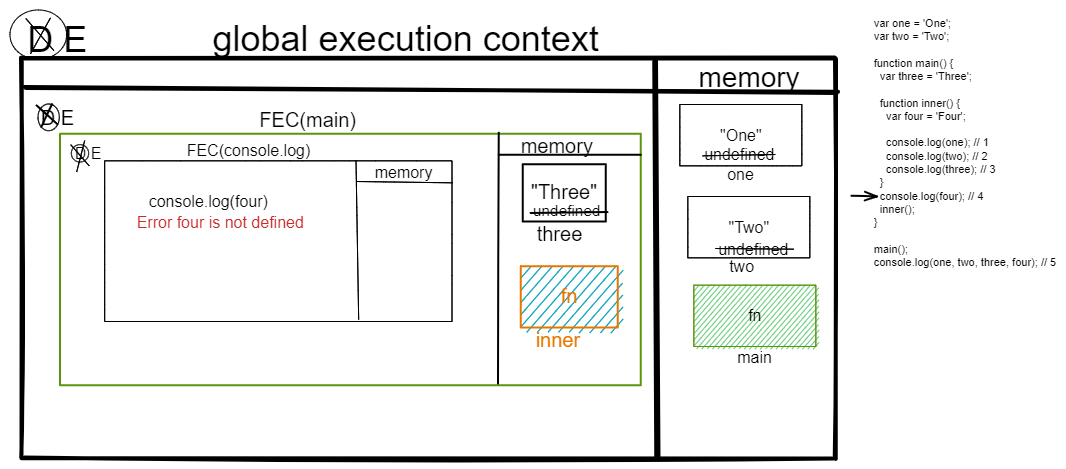 D E
global execution context
memory
D E
FEC(main)
D E
FEC(console.log)
memory
console.log(four)
Error four is not defined
memory
"Three"
undefined
three
fn
inner
"One"
undefined
one
"Two"
undefined
two
fn
main
var one = 'One';
var two = 'Two';
function main() {
var three = 'Three';
function inner() {
var four = 'Four';
console.log(one); // 1
console.log(two); // 2
console.log(three); // 3
}
console.log(four); // 4
inner();
}
main();
console.log(one, two, three, four); // 5